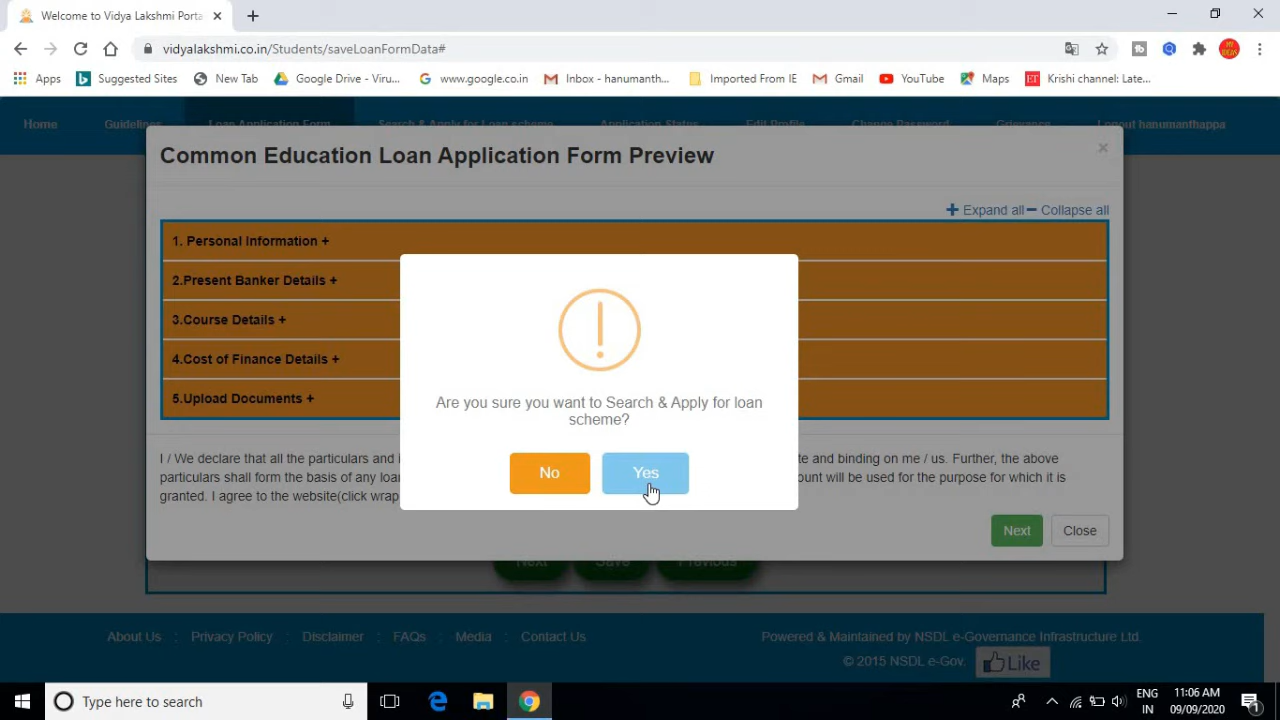 Welcome to Vidya Lakshmi Porta
vidyalakshmi.co.in/Students/saveLoanFormData#
Apps Suggested Sites New Tab Google Drive - Viru... www.google.co.in Inbox - hanumanth... Imported From IE Gmail YouTube Maps Krishi channel: Late...
Home Guidelines Loan Application Form Search & Apply for Loan scheme Application Status Edit Profile Change Password Grievance Logout hanumanthappa
Common Education Loan Application Form Preview ×
+ Expand all − Collapse all
1. Personal Information +
2.Present Banker Details +
3.Course Details +
4.Cost of Finance Details +
5.Upload Documents +
Are you sure you want to Search & Apply for loan
scheme?
No Yes
I / We declare that all the particulars and i te and binding on me / us. Further, the above
particulars shall form the basis of any loan ount will be used for the purpose for which it is
granted. I agree to the website(click wrap
Next Close
Next Save Previous
About Us : Privacy Policy : Disclaimer : FAQs : Media : Contact Us
Powered & Maintained by NSDL e-Governance Infrastructure Ltd.
© 2015 NSDL e-Gov. Like
Type here to search
ENG 11:06 AM
IN 09/09/2020 1